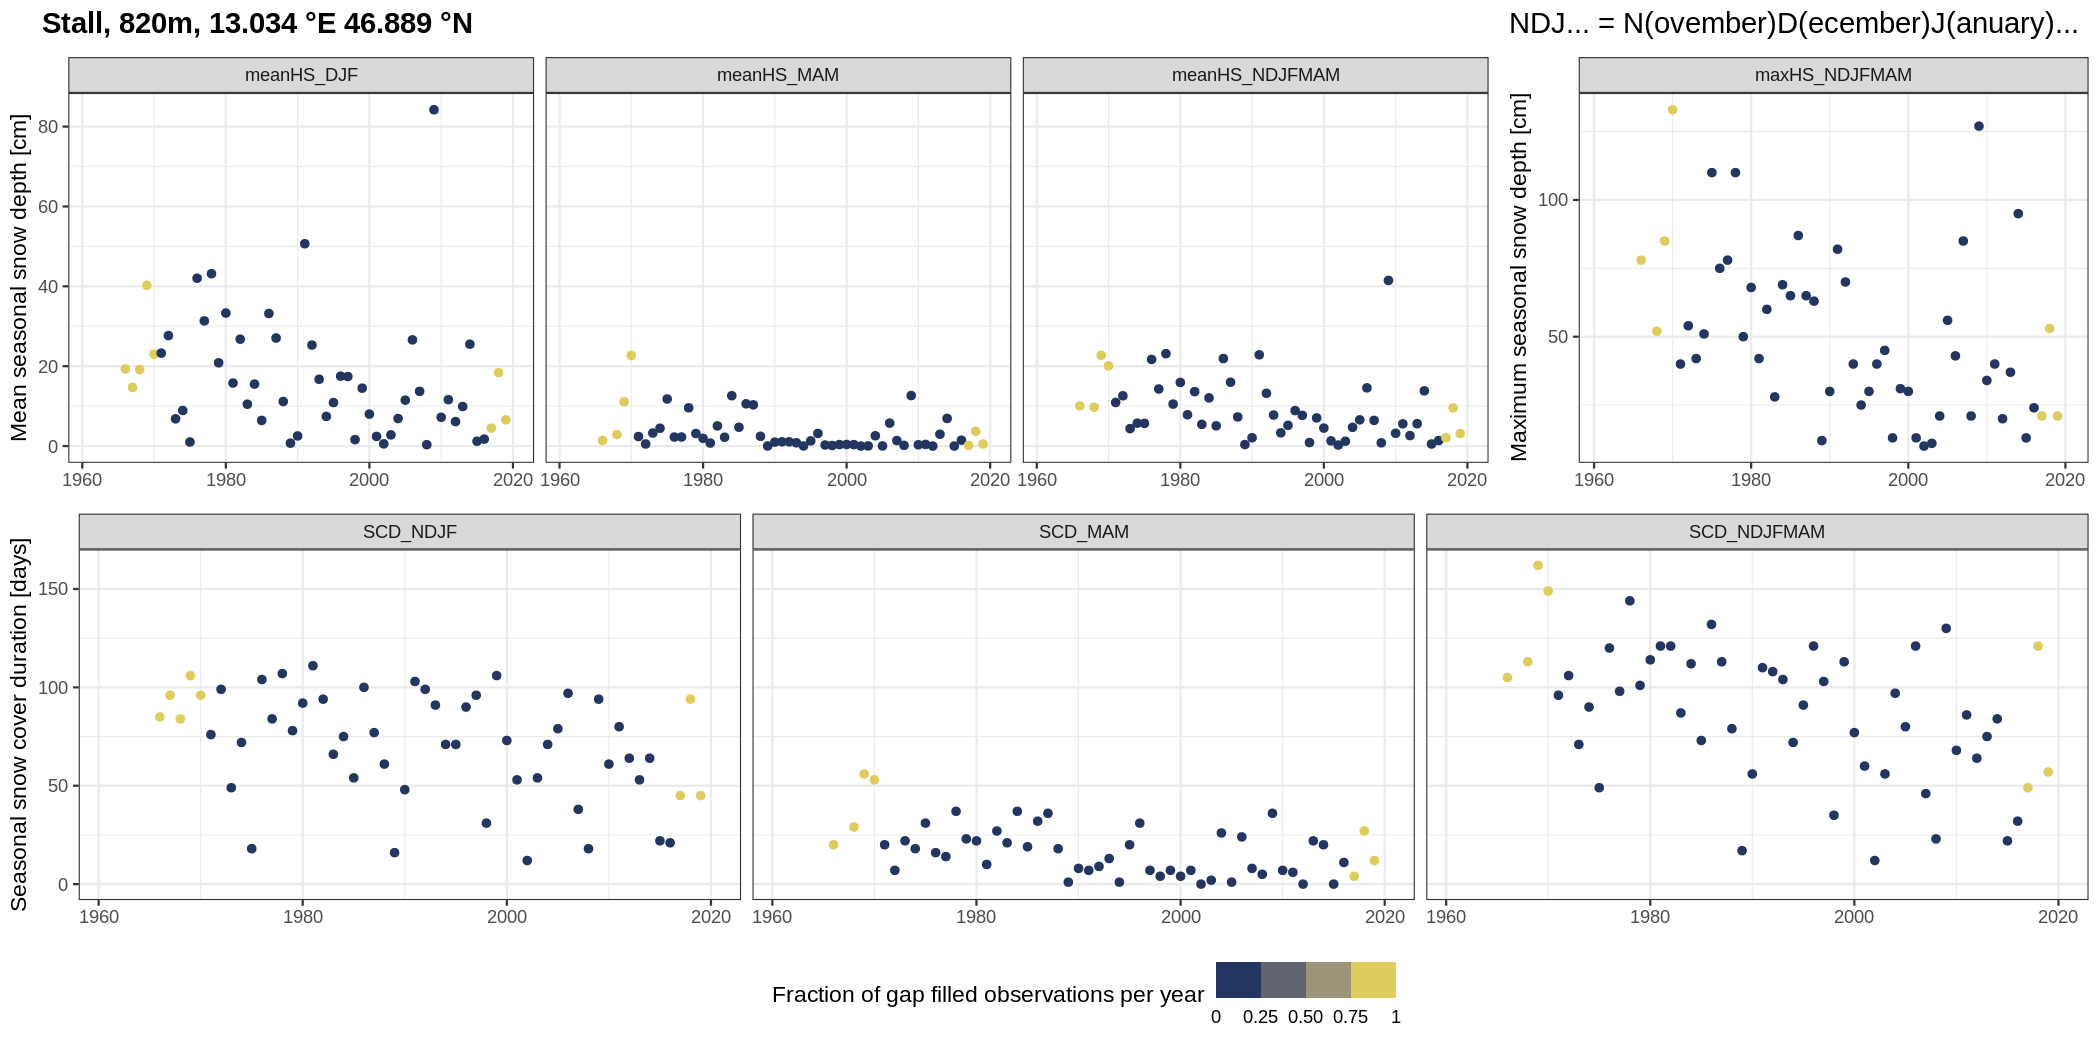 Stall, 820m, 13.034 °E 46.889 °N
NDJ... = N(ovember)D(ecember)J(anuary)...
meanHS_DJF
meanHS_MAM
meanHS_NDJFMAM
maxHS_NDJFMAM
Mean seasonal snow depth [cm]
80
60
40
20
0
1960 1980 2000 2020
1960 1980 2000 2020
1960 1980 2000 2020
Maximum seasonal snow depth [cm]
100
50
1960 1980 2000 2020
SCD_NDJF
SCD_MAM
SCD_NDJFMAM
Seasonal snow cover duration [days]
150
100
50
0
1960 1980 2000 2020
1960 1980 2000 2020
1960 1980 2000 2020
Fraction of gap filled observations per year
0 0.25 0.50 0.75 1